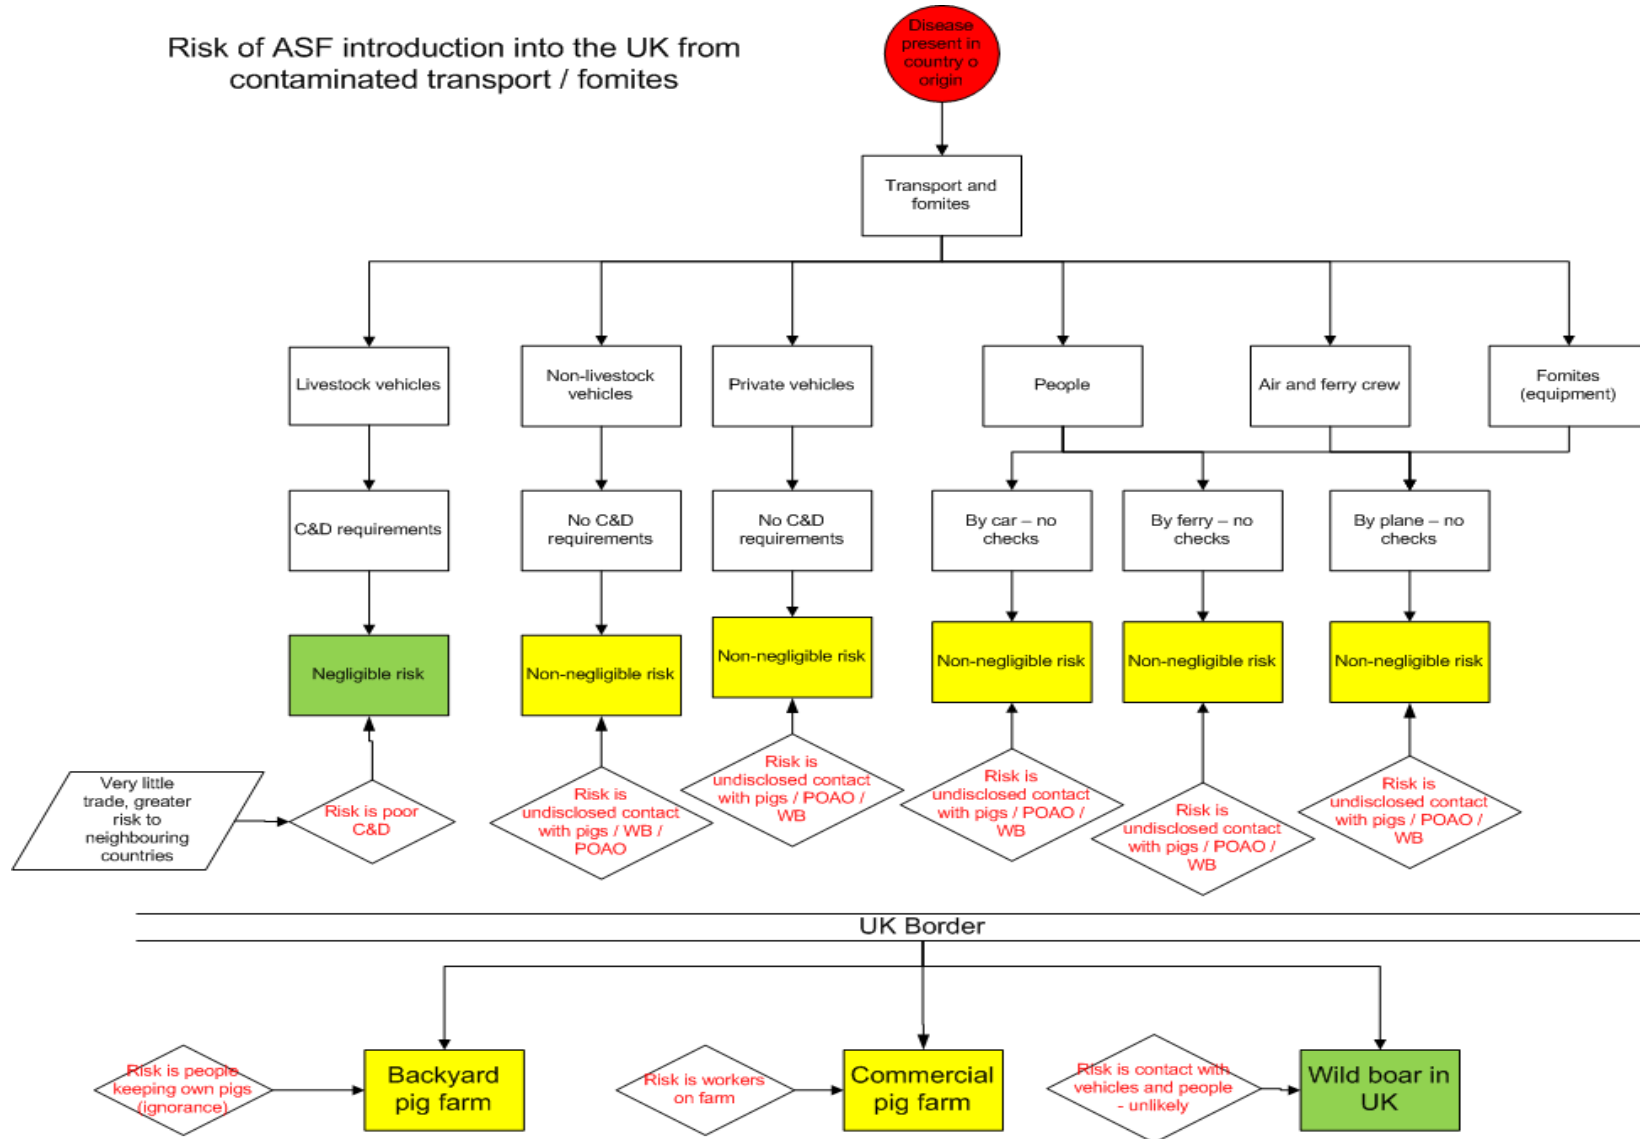 Risk of ASF introduction into the UK from
contaminated transport / fomites
Disease
present in
country o
origin
Transport and
fomites
Livestock vehicles
Non-livestock
vehicles
Private vehicles
People
Air and ferry crew
Fomites
(equipment)
C&D requirements
No C&D
requirements
No C&D
requirements
By car – no
checks
By ferry – no
checks
By plane – no
checks
Negligible risk
Non-negligible risk
Non-negligible risk
Non-negligible risk
Non-negligible risk
Non-negligible risk
Very little
trade, greater
risk to
neighbouring
countries
Risk is poor
C&D
Risk is
undisclosed contact
with pigs / WB /
POAO
Risk is
undisclosed contact
with pigs / POAO /
WB
Risk is
undisclosed contact
with pigs / POAO /
WB
Risk is
undisclosed contact
with pigs / POAO /
WB
Risk is
undisclosed contact
with pigs / POAO /
WB
UK Border
Risk is people
keeping own pigs
(ignorance)
Backyard
pig farm
Risk is workers
on farm
Commercial
pig farm
Risk is contact with
vehicles and people
- unlikely
Wild boar in
UK